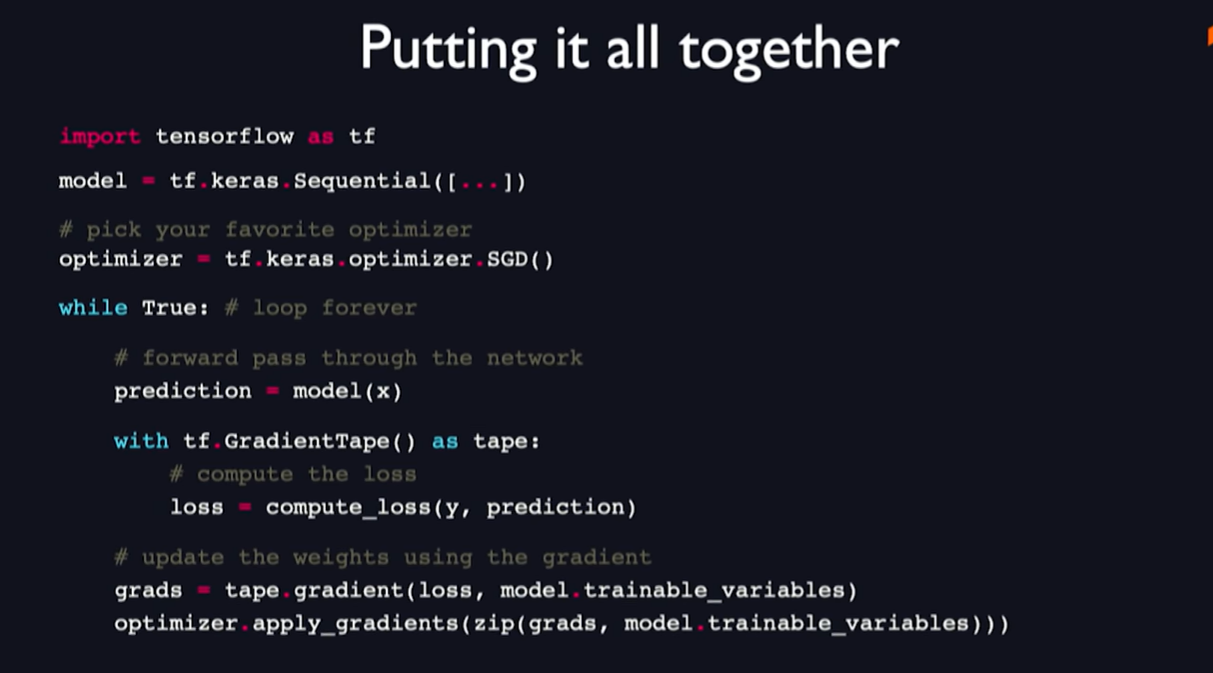 Putting it all together
import tensorflow as tf
model = tf.keras.Sequential([...])
# pick your favorite optimizer
optimizer = tf.keras.optimizer.SGD()
while True: # loop forever
# forward pass through the network
prediction = model(x)
with tf.GradientTape() as tape:
# compute the loss
loss = compute_loss(y, prediction)
# update the weights using the gradient
grads = tape.gradient(loss, model.trainable_variables)
optimizer.apply_gradients(zip(grads, model.trainable_variables)))